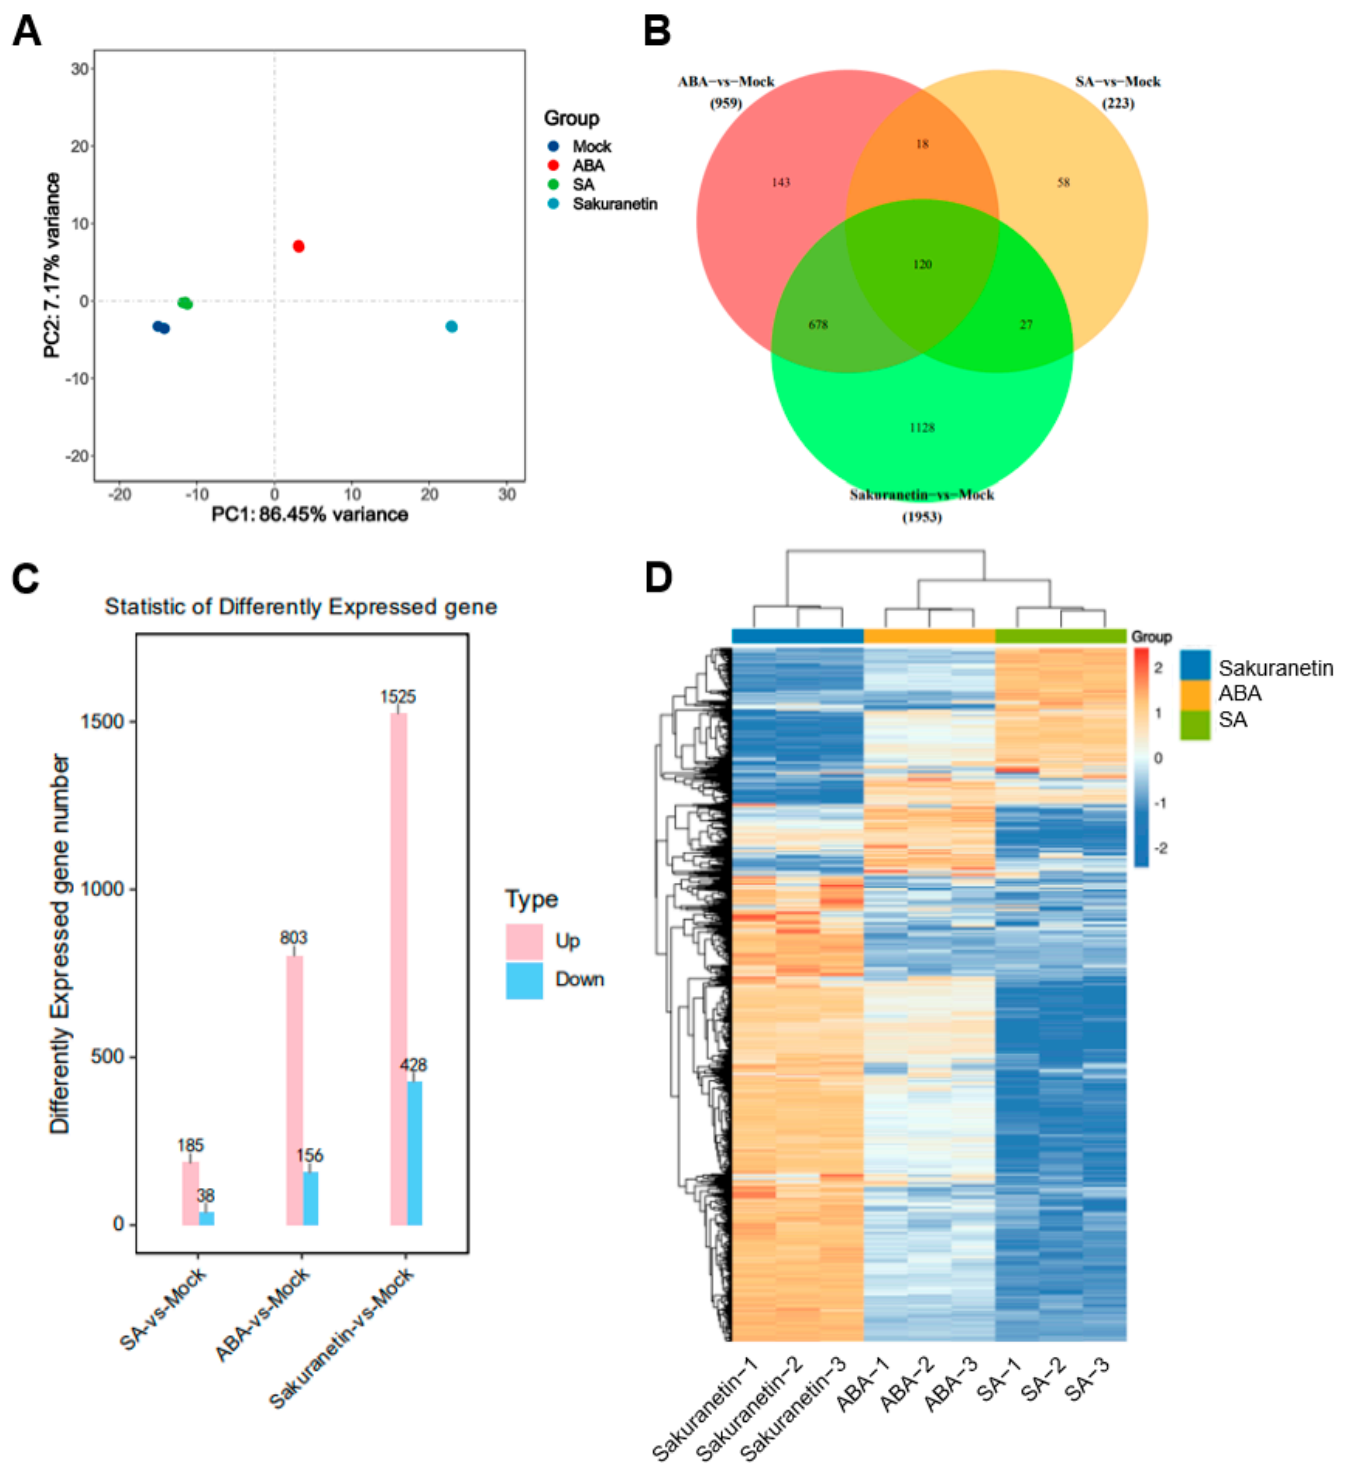 A
30
20
10
0
-10
-20
PC2: 7.17% variance
-20 -10 0 10 20 30
PC1: 86.45% variance
Group
Mock
ABA
SA
Sakuranetin
B
ABA-vs-Mock
(959)
SA-vs-Mock
(223)
18
143
58
120
678
27
1128
Sakuranetin-vs-Mock
(1953)
C
Statistic of Differently Expressed gene
Differently Expressed gene number
1500
1000
500
0
185
38
803
156
1525
428
SA-vs-Mock
ABA-vs-Mock
Sakuranetin-vs-Mock
Type
Up
Down
D
Group
2
1
0
-1
-2
Sakuranetin
ABA
SA
Sakuranetin-1
Sakuranetin-2
Sakuranetin-3
ABA-1
ABA-2
ABA-3
SA-1
SA-2
SA-3